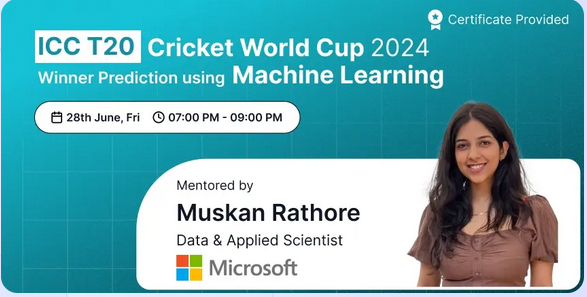 Certificate Provided
ICC T20 Cricket World Cup 2024
Winner Prediction using Machine Learning
28th June, Fri 07:00 PM - 09:00 PM
Mentored by
Muskan Rathore
Data & Applied Scientist
Microsoft